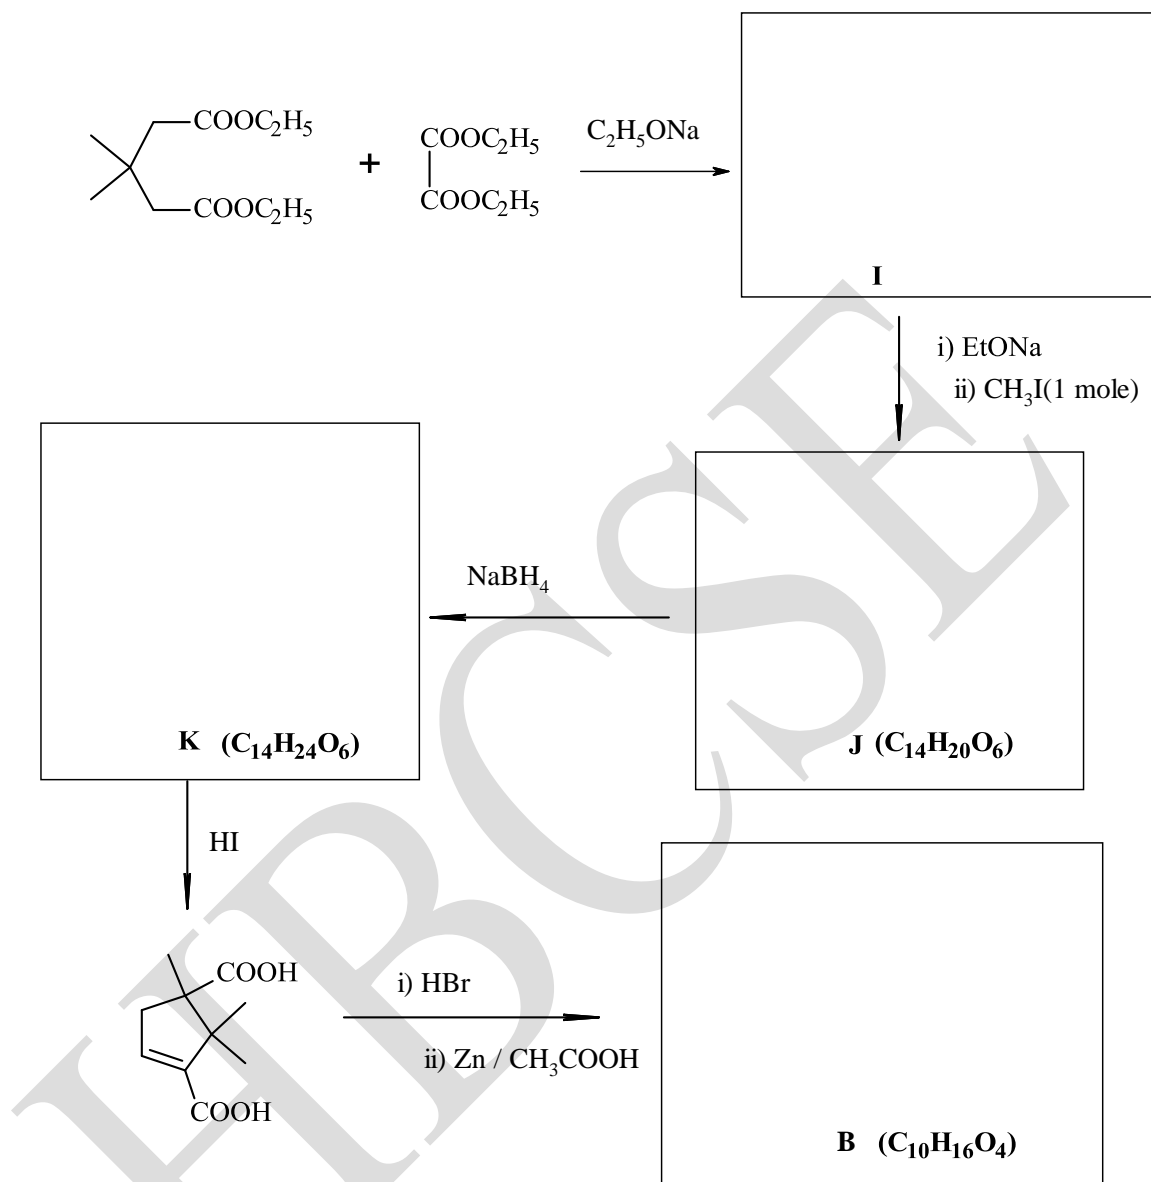 COOC₂H₅
COOC₂H₅
+
COOC₂H₅
COOC₂H₅
C₂H₅ONa
I
i) EtONa
ii) CH₃I(1 mole)
J (C₁₄H₂₀O₆)
NaBH₄
K (C₁₄H₂₄O₆)
HI
COOH
COOH
i) HBr
ii) Zn / CH₃COOH
B (C₁₀H₁₆O₄)
HBCSE